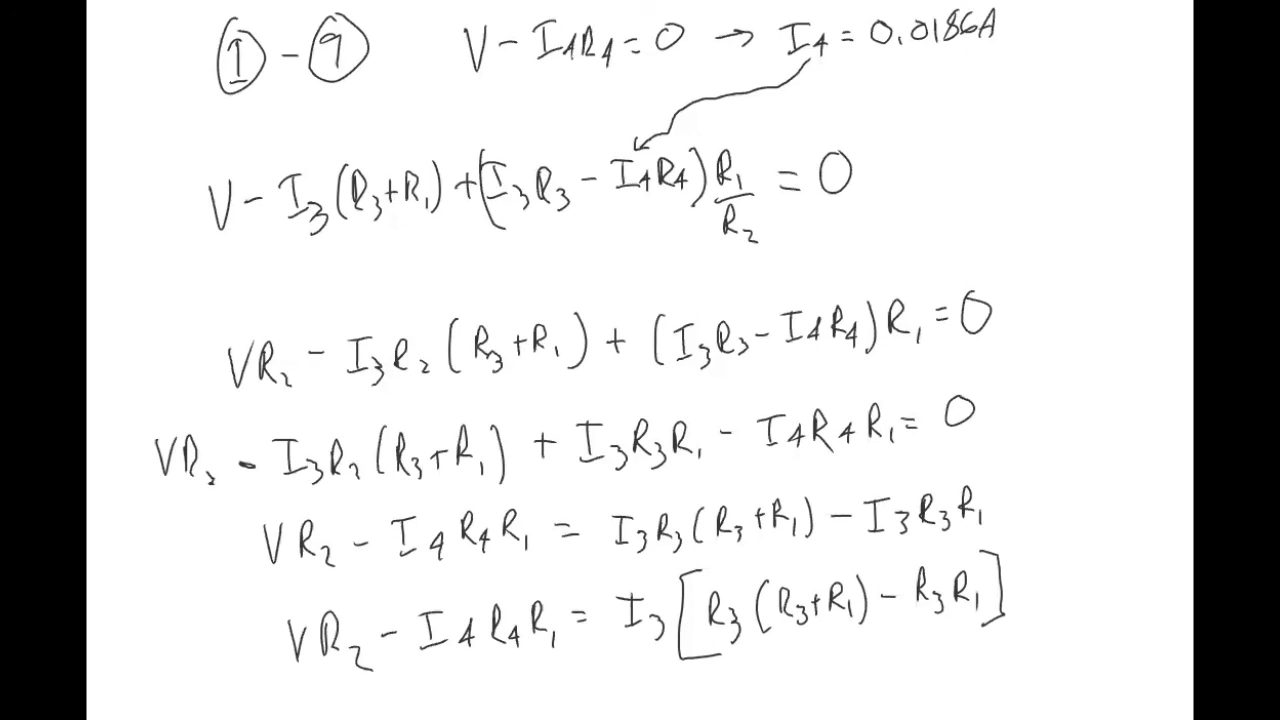 ① - ⑨ V - I₄R₄ = 0 → I₄ = 0.0186A
V - I₃(R₃+R₁) + (I₃R₃ - I₄R₄) R₁/R₂ = 0
VR₂ - I₃R₂(R₃+R₁) + (I₃R₃ - I₄R₄)R₁ = 0
VR₂ - I₃R₂(R₃+R₁) + I₃R₃R₁ - I₄R₄R₁ = 0
VR₂ - I₄R₄R₁ = I₃R₃(R₃+R₁) - I₃R₃R₁
VR₂ - I₄R₄R₁ = I₃[R₃(R₃+R₁) - R₃R₁]